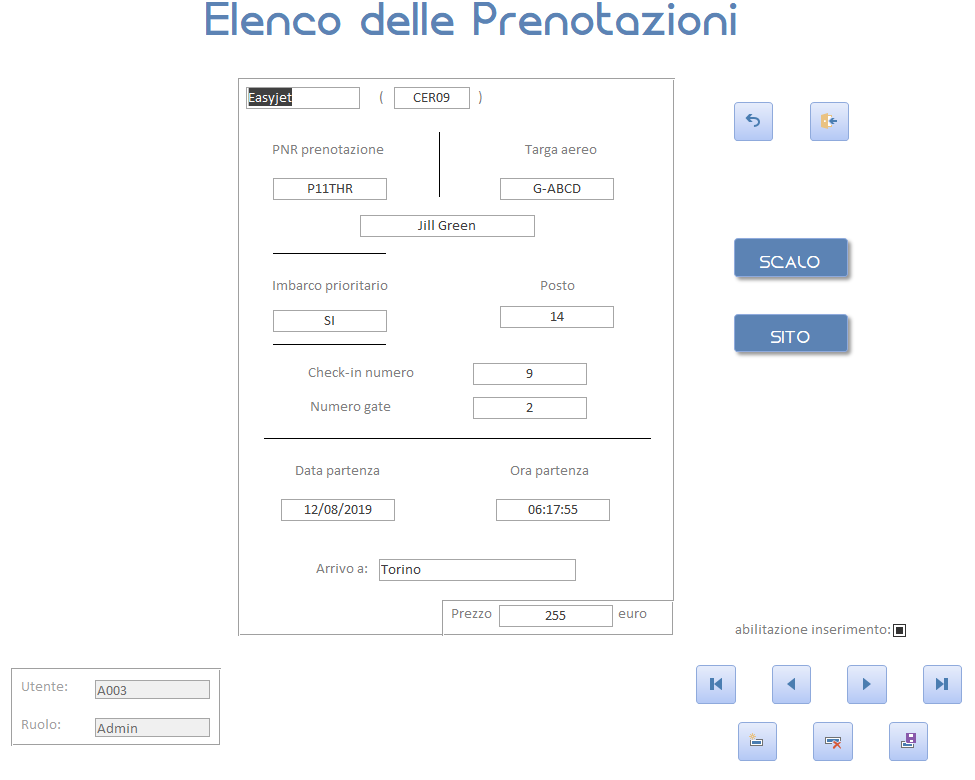 Elenco delle Prenotazioni
Easyjet ( CER09 )
PNR prenotazione Targa aereo
P11THR G-ABCD
Jill Green
Imbarco prioritario Posto
SI 14
Check-in numero 9
Numero gate 2
Data partenza Ora partenza
12/08/2019 06:17:55
Arrivo a: Torino
Prezzo 255 euro
SCALO
SITO
abilitazione inserimento:
Utente: A003
Ruolo: Admin